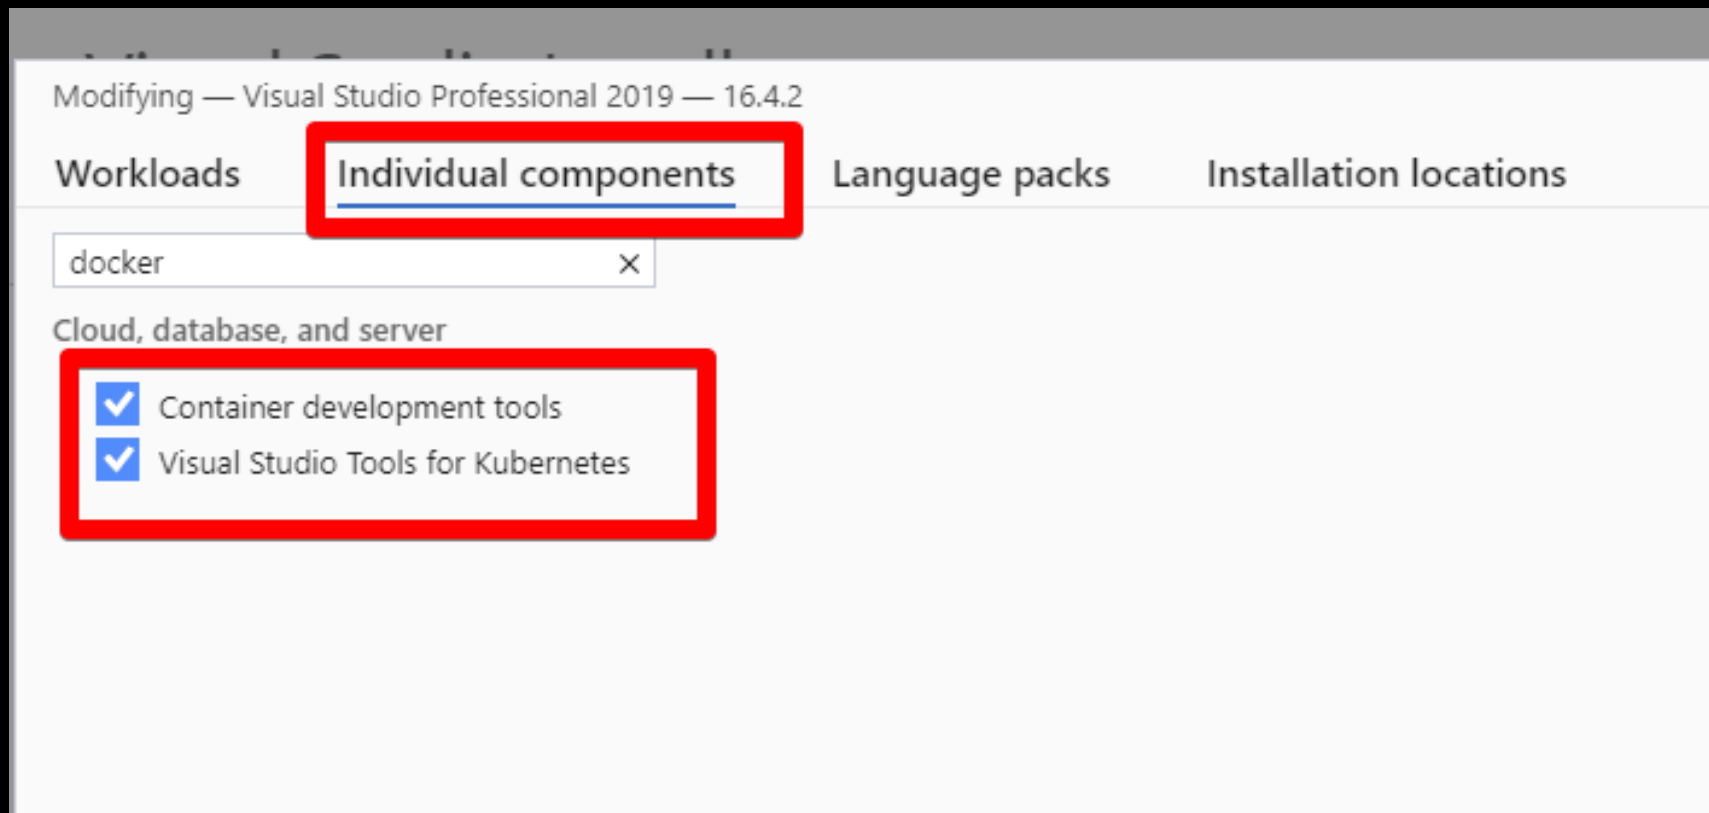 Modifying — Visual Studio Professional 2019 — 16.4.2
Workloads Individual components Language packs Installation locations
docker
Cloud, database, and server
Container development tools
Visual Studio Tools for Kubernetes